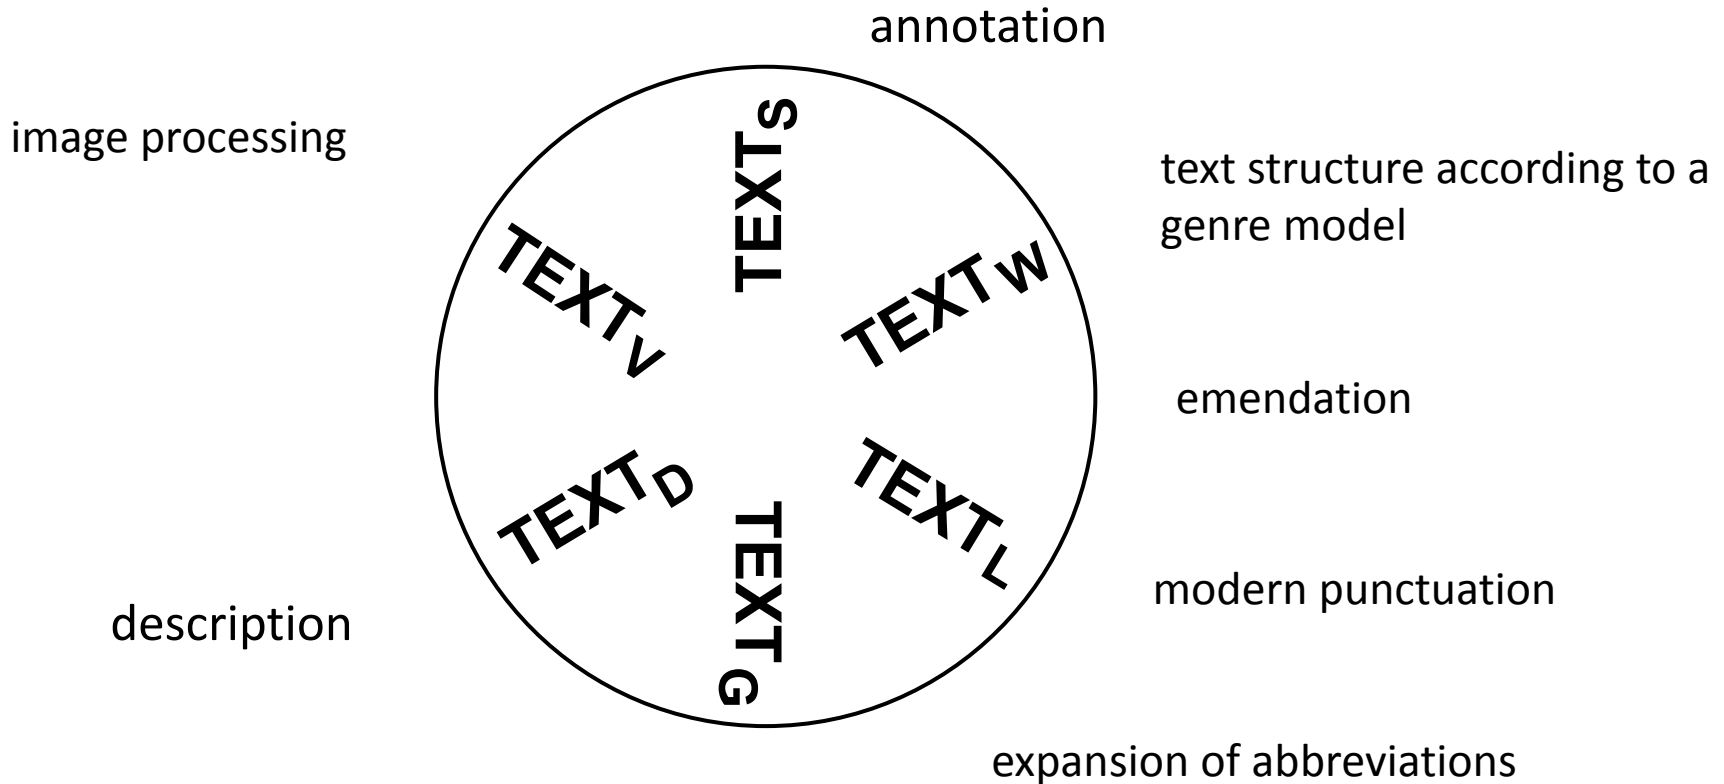 annotation
image processing
TEXTS
text structure according to a
genre model
TEXTV
TEXTW
emendation
TEXTD
TEXTL
TEXTG
modern punctuation
description
expansion of abbreviations